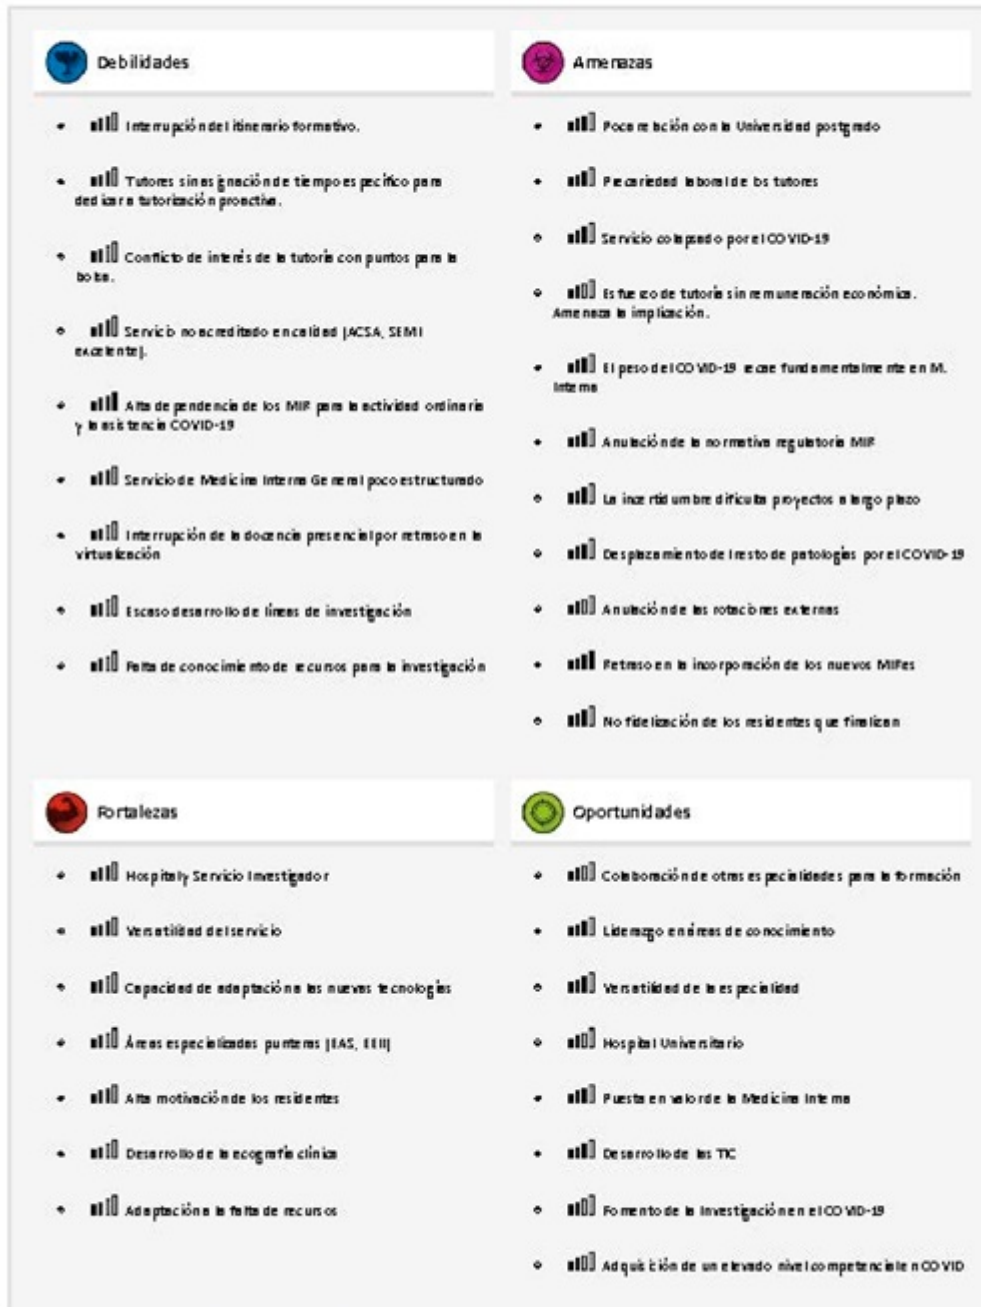 Debilidades
Interrupción del itinerario formativo.
Tutores sin asignación de tiempo específico para
dedicar a tutorización proactiva.
Conflicto de interés de la tutoría con puntos para la
bolsa.
Servicio no acreditado en calidad (ACSA, SEMI
excelente).
Alta dependencia de los MIR para la actividad ordinaria
y la asistencia COVID-19
Servicio de Medicina Interna General poco estructurado
Interrupción de la docencia presencial por retraso en la
virtualización
Escaso desarrollo de líneas de investigación
Falta de conocimiento de recursos para la investigación
Amenazas
Poca relación con la Universidad postgrado
Precariedad laboral de los tutores
Servicio colapsado por el COVID-19
Esfuerzo de tutoría sin remuneración económica.
Amenaza la implicación.
El peso del COVID-19 recae fundamentalmente en M.
Interna
Anulación de la normativa regulatoria MIR
La incertidumbre dificulta proyectos a largo plazo
Desplazamiento del resto de patologías por el COVID-19
Anulación de las rotaciones externas
Retraso en la incorporación de los nuevos MIRes
No fidelización de los residentes que finalizan
Fortalezas
Hospital y Servicio Investigador
Versatilidad del servicio
Capacidad de adaptación a las nuevas tecnologías
Áreas especializadas punteras (EAS, EEII)
Alta motivación de los residentes
Desarrollo de la ecografía clínica
Adaptación a la falta de recursos
Oportunidades
Colaboración de otras especialidades para la formación
Liderazgo en áreas de conocimiento
Versatilidad de la especialidad
Hospital Universitario
Puesta en valor de la Medicina Interna
Desarrollo de las TIC
Fomento de la Investigación en el COVID-19
Adquisición de un elevado nivel competencial en COVID